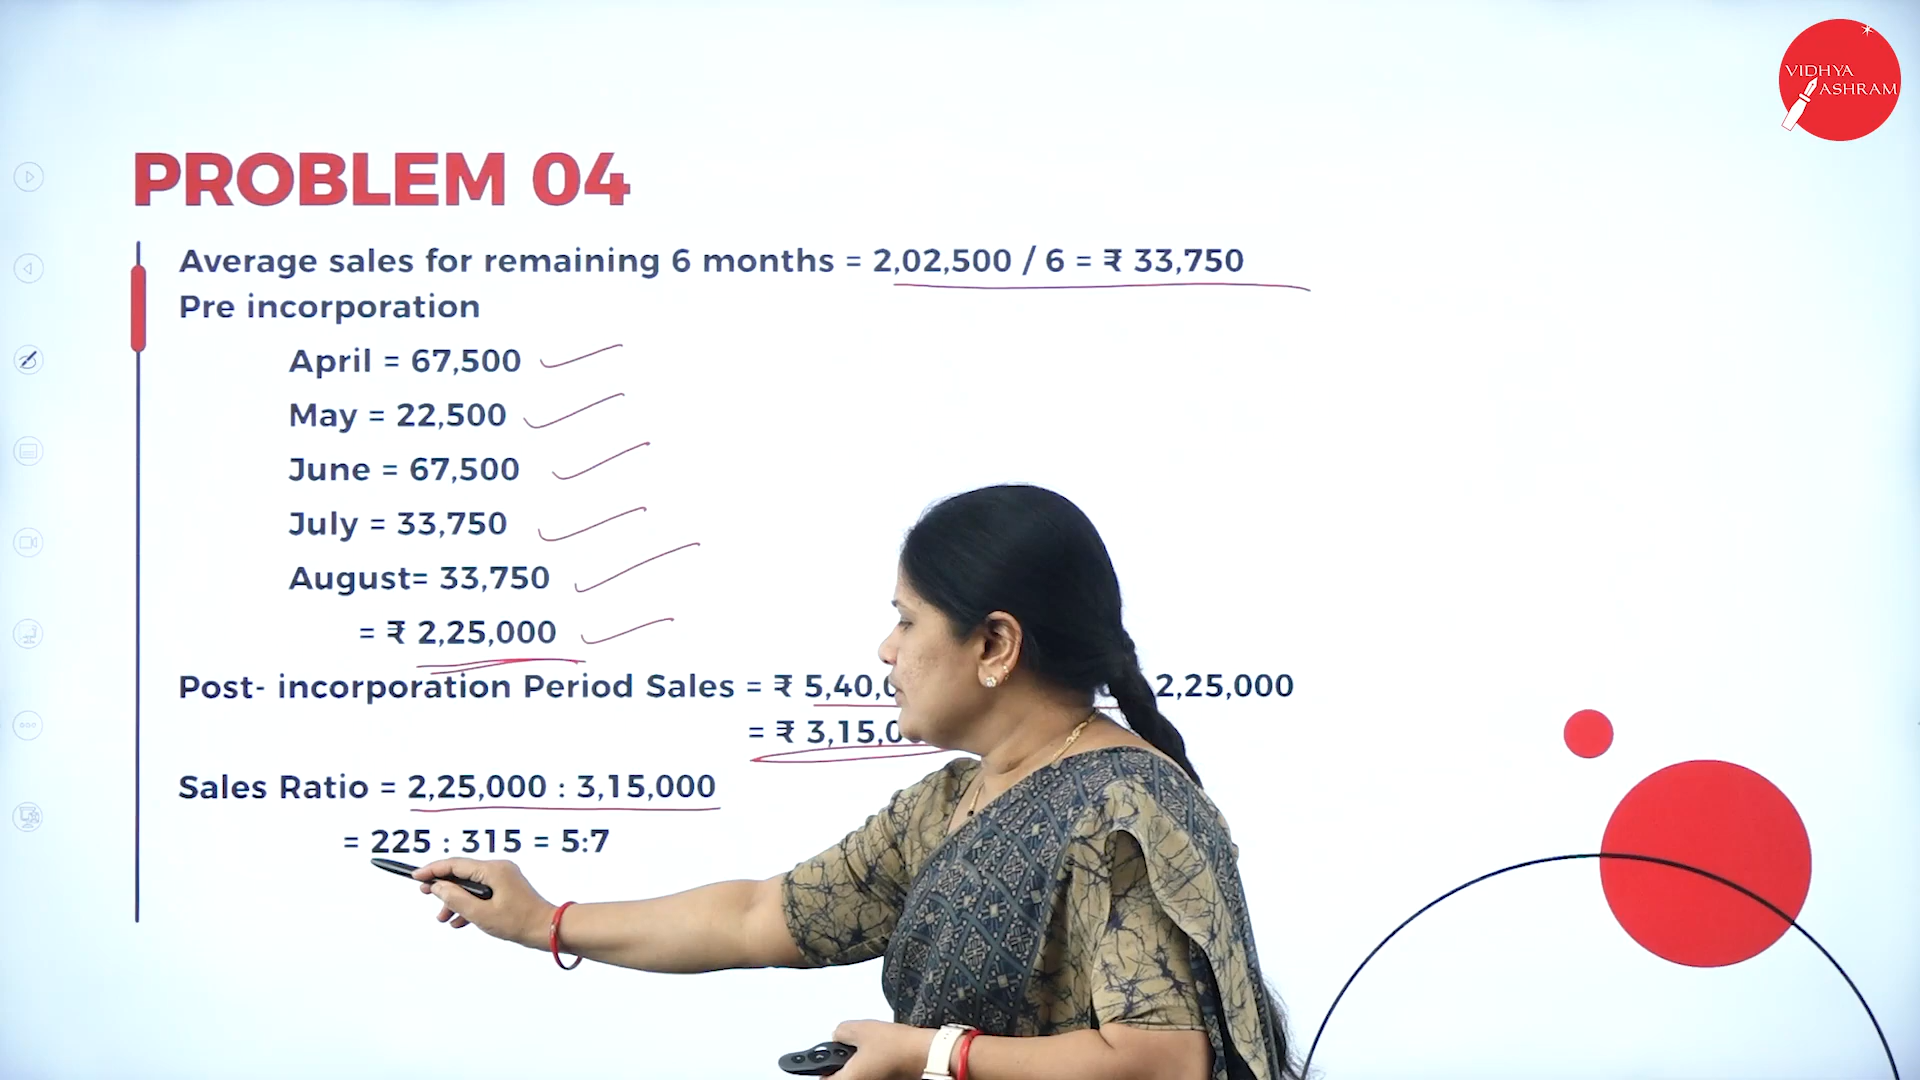 VIDHYA
ASHRAM
PROBLEM 04
Average sales for remaining 6 months = 2,02,500 / 6 = ₹ 33,750
Pre incorporation
April = 67,500
May = 22,500
June = 67,500
July = 33,750
August= 33,750
= ₹ 2,25,000
Post- incorporation Period Sales = ₹ 5,40,0 2,25,000
= ₹ 3,15,0
Sales Ratio = 2,25,000 : 3,15,000
= 225 : 315 = 5:7